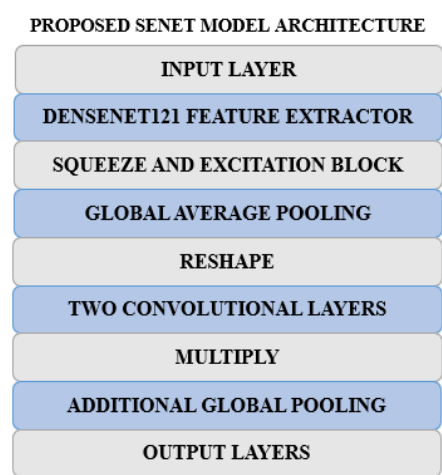 PROPOSED SENET MODEL ARCHITECTURE
INPUT LAYER
DENSENET121 FEATURE EXTRACTOR
SQUEEZE AND EXCITATION BLOCK
GLOBAL AVERAGE POOLING
RESHAPE
TWO CONVOLUTIONAL LAYERS
MULTIPLY
ADDITIONAL GLOBAL POOLING
OUTPUT LAYERS